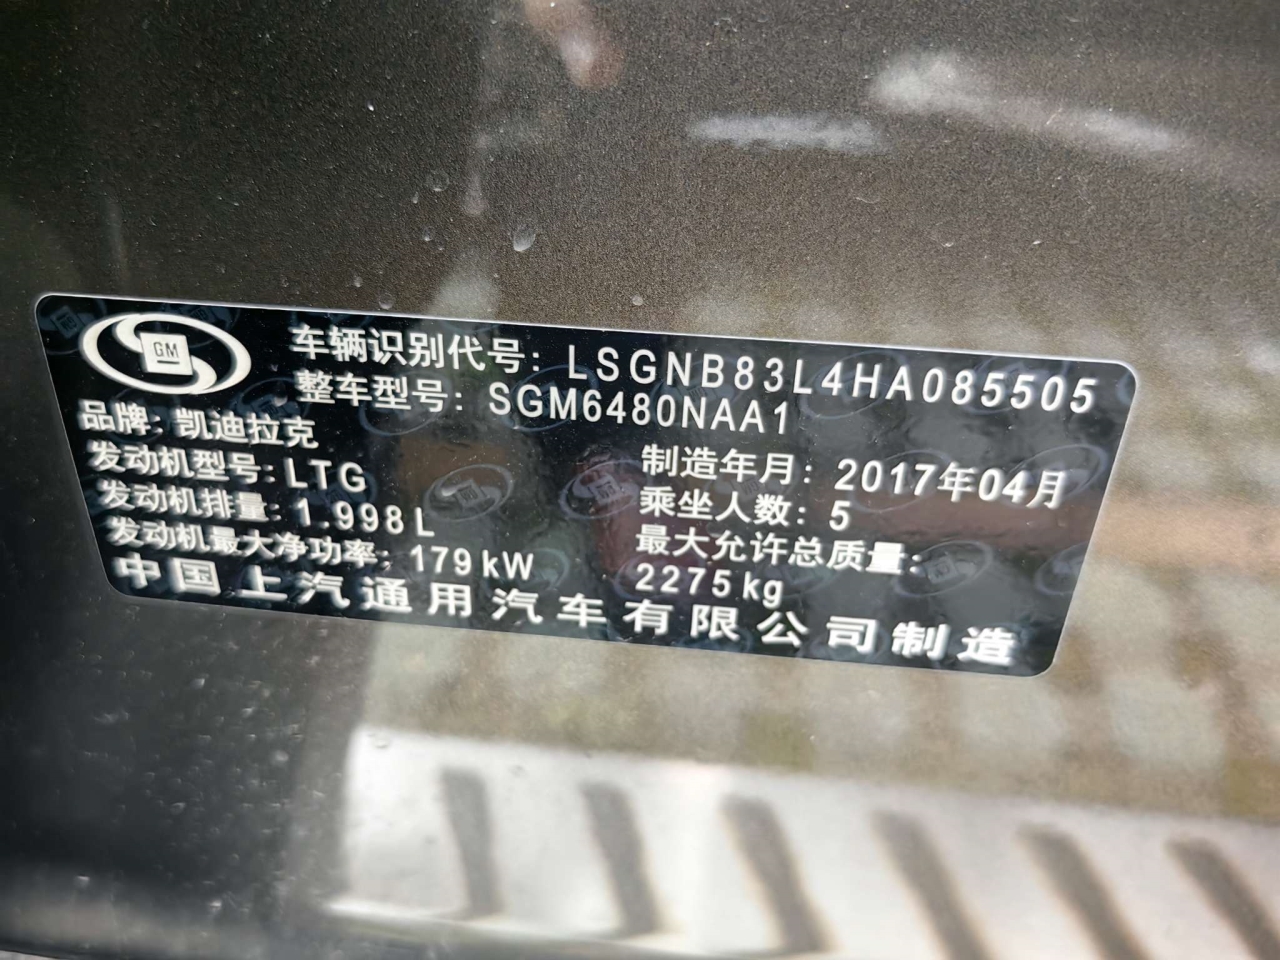 GM
车辆识别代号: LSGNB83L4HA085505
整车型号: SGM6480NAA1
品牌: 凯迪拉克
发动机型号: LTG
制造年月: 2017年04月
发动机排量: 1.998L
乘坐人数: 5
发动机最大净功率: 179kW
最大允许总质量:
2275kg
中国上汽通用汽车有限公司制造